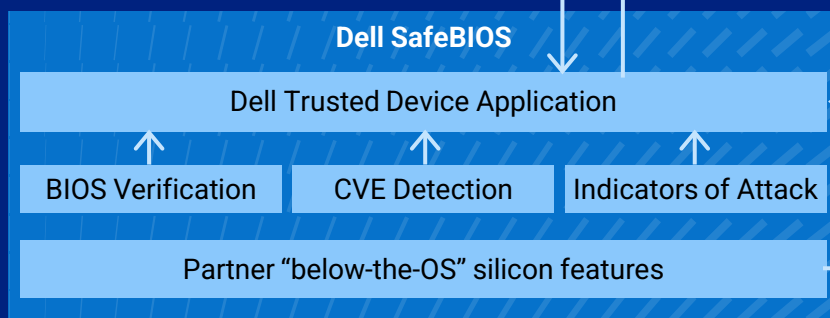 Dell SafeBIOS
Dell Trusted Device Application
BIOS Verification
CVE Detection
Indicators of Attack
Partner “below-the-OS” silicon features